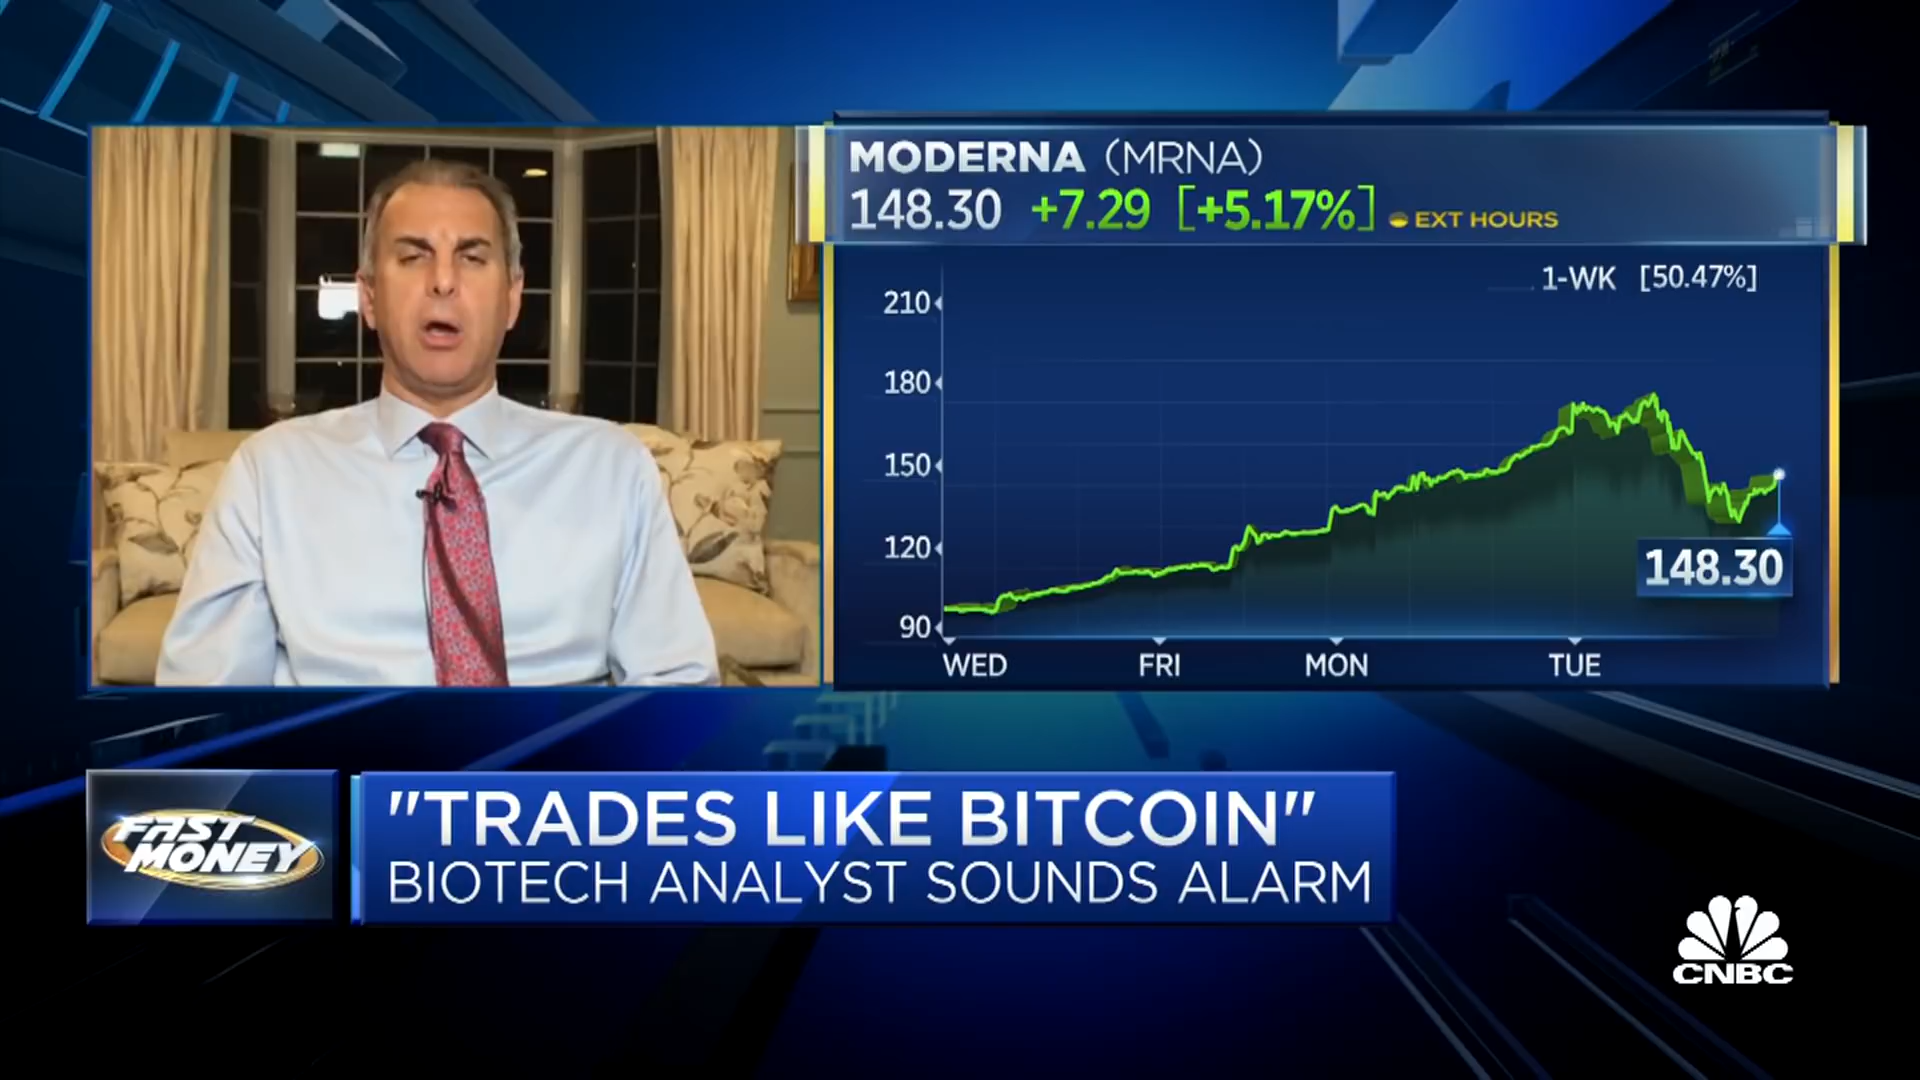 MODERNA (MRNA)
148.30 +7.29 [+5.17%] EXT HOURS
1-WK [50.47%]
210
180
150
120
90
148.30
WED FRI MON TUE
FAST
MONEY
"TRADES LIKE BITCOIN"
BIOTECH ANALYST SOUNDS ALARM
CNBC